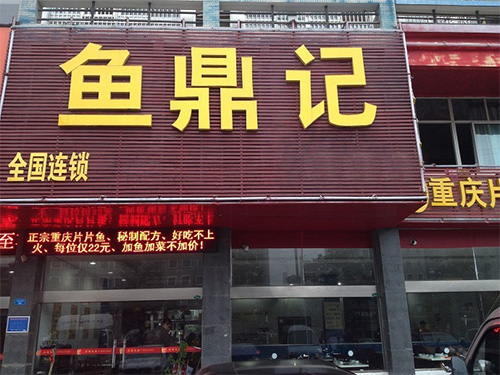 鱼鼎记
全国连锁
重庆片
至
正宗重庆片片鱼、秘制配方、好吃不上
火、每位仅22元、加鱼加菜不加价!